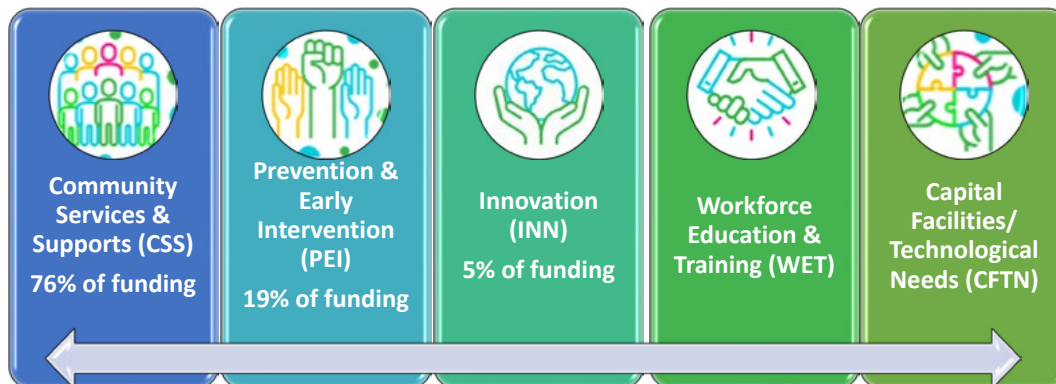 Community
Services &
Supports (CSS)
76% of funding
Prevention &
Early
Intervention
(PEI)
19% of funding
Innovation
(INN)
5% of funding
Workforce
Education &
Training (WET)
Capital
Facilities/
Technological
Needs (CFTN)